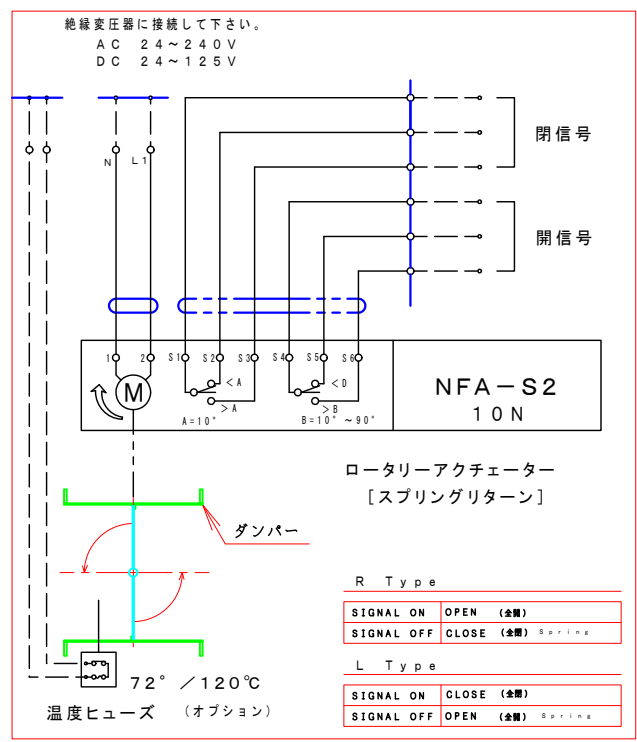 絶縁変圧器に接続して下さい。
AC 24~240V
DC 24~125V
閉信号
N L1
開信号
1 2 S1 S2 S3 S4 S5 S6
M
<A
>A
A=10°
<D
>B
B=10° ~90°
NFA-S2
10N
ロータリーアクチェーター
[スプリングリターン]
ダンパー
R Type
SIGNAL ON OPEN (全開)
SIGNAL OFF CLOSE (全閉) Spring
72° /120℃
温度ヒューズ (オプション)
L Type
SIGNAL ON CLOSE (全閉)
SIGNAL OFF OPEN (全開) Spring